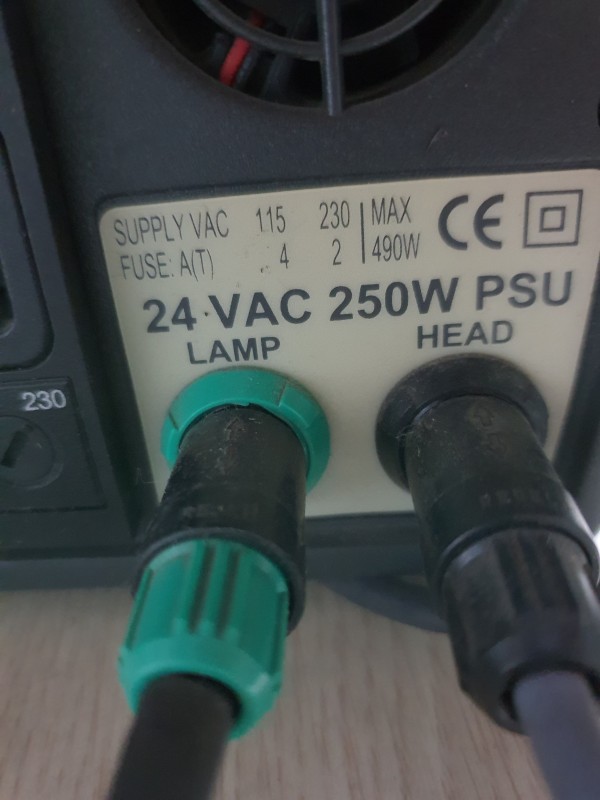 SUPPLY VAC 115 230 MAX
FUSE: A(T) 4 2 490W
CE
24 VAC 250W PSU
LAMP
HEAD
230